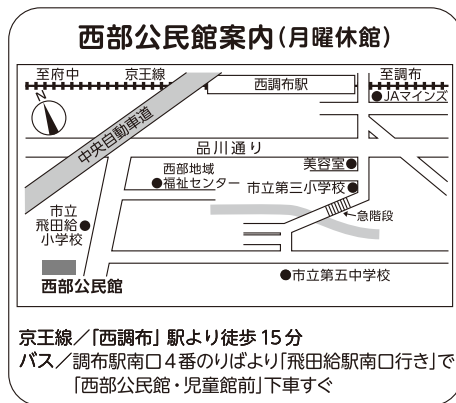 西部公民館案内(月曜休館)
至府中
京王線
西調布駅
至調布
N
JAマインズ
中央自動車道
品川通り
美容室
西部地域
福祉センター
市立第三小学校
急階段
市立
飛田給
小学校
西部公民館
市立第五中学校
京王線/「西調布」駅より徒歩15分
バス/調布駅南口4番のりばより「飛田給駅南口行き」で
「西部公民館・児童館前」下車すぐ